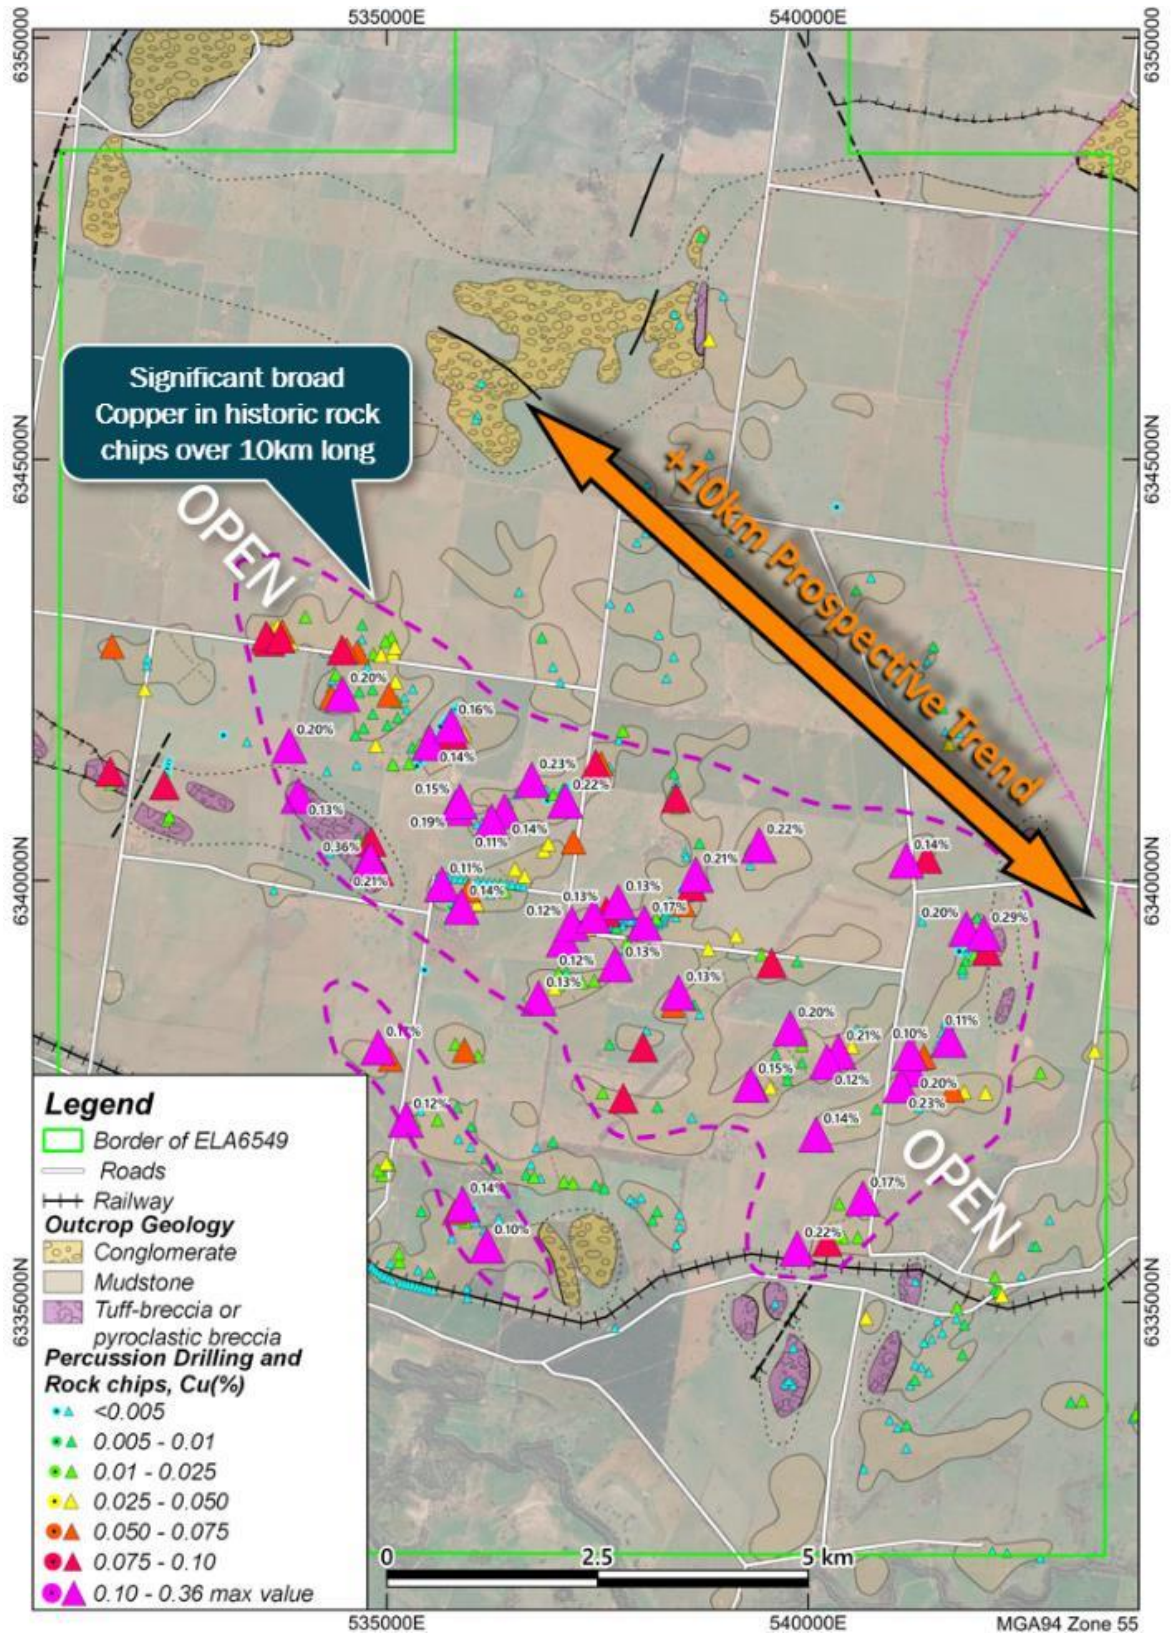 535000E
540000E
6350000
6350000
Significant broad
Copper in historic rock
chips over 10km long
+10km Prospective Trend
6345000N
6345000N
OPEN
0.20%
0.16%
0.20%
0.14%
0.23%
0.15%
0.22%
0.13%
0.19%
0.14%
0.22%
0.11%
0.36%
0.14%
0.21%
0.21%
0.11%
6340000N
6340000N
0.14%
0.13%
0.13%
0.12%
0.17%
0.20%
0.29%
0.12%
0.13%
0.13%
0.13%
0.20%
0.11%
0.21%
0.10%
0.15%
0.12%
0.20%
0.23%
0.12%
0.14%
OPEN
0.14%
0.17%
0.10%
0.22%
6335000N
6335000N
Legend
Border of ELA6549
Roads
Railway
Outcrop Geology
Conglomerate
Mudstone
Tuff-breccia or
pyroclastic breccia
Percussion Drilling and
Rock chips, Cu(%)
<0.005
0.005 - 0.01
0.01 - 0.025
0.025 - 0.050
0.050 - 0.075
0.075 - 0.10
0.10 - 0.36 max value
0
2.5
5 km
535000E
540000E
MGA94 Zone 55